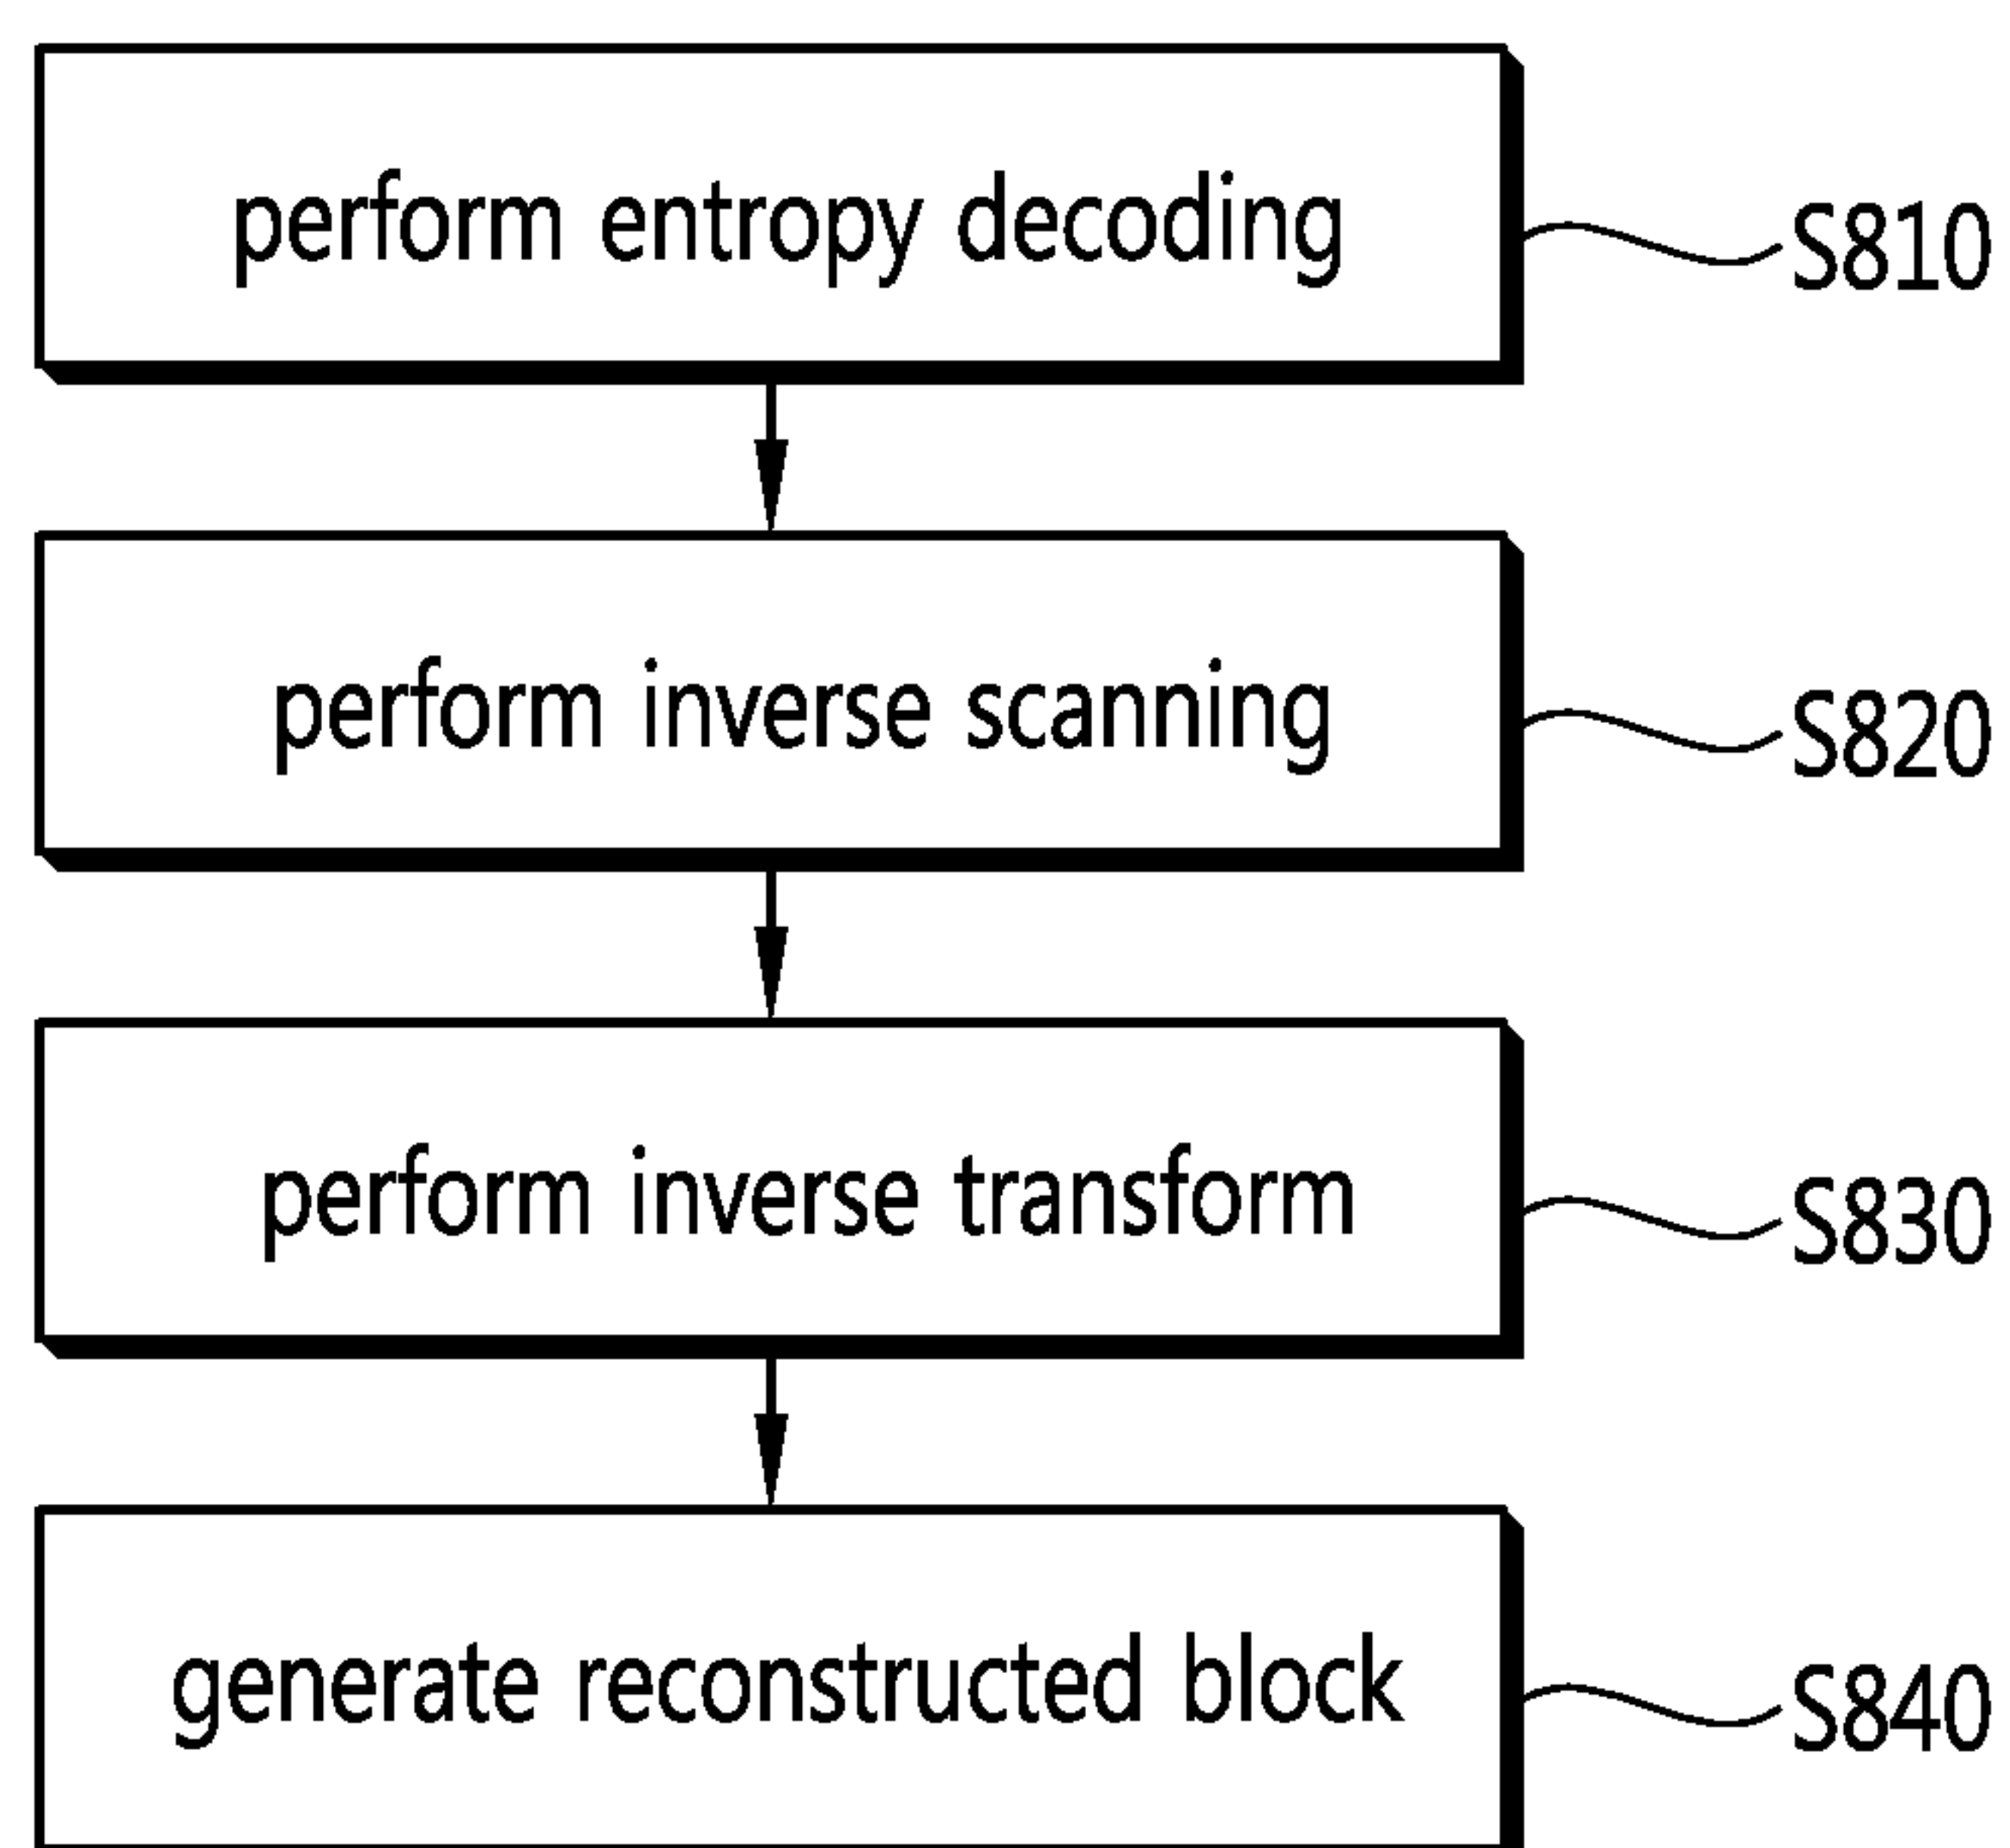 perform entropy decoding S810
perform inverse scanning S820
perform inverse transform S830
generate reconstructed block S840